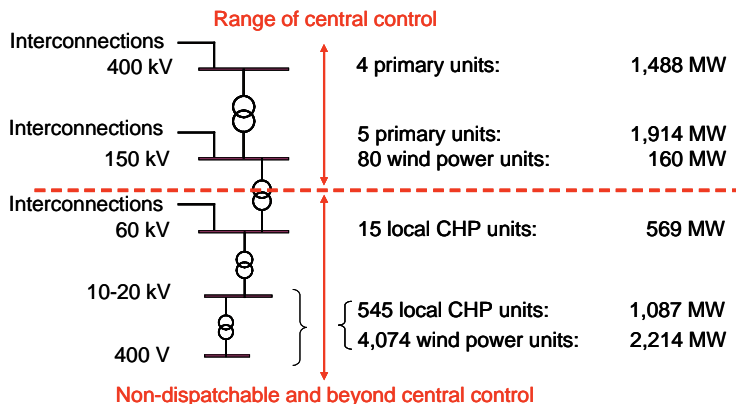 Range of central control
Interconnections
400 kV
4 primary units: 1,488 MW
Interconnections
150 kV
5 primary units: 1,914 MW
80 wind power units: 160 MW
Interconnections
60 kV
15 local CHP units: 569 MW
10-20 kV
545 local CHP units: 1,087 MW
4,074 wind power units: 2,214 MW
400 V
Non-dispatchable and beyond central control